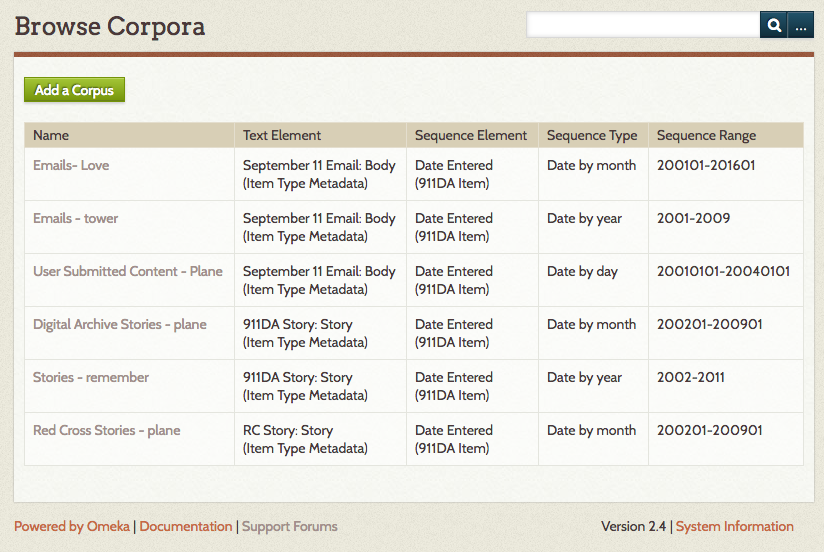 Browse Corpora
...
Add a Corpus
Name Text Element Sequence Element Sequence Type Sequence Range
Emails- Love September 11 Email: Body Date Entered Date by month 200101-201601
(Item Type Metadata) (911DA Item)
Emails - tower September 11 Email: Body Date Entered Date by year 2001-2009
(Item Type Metadata) (911DA Item)
User Submitted Content - Plane September 11 Email: Body Date Entered Date by day 20010101-20040101
(Item Type Metadata) (911DA Item)
Digital Archive Stories - plane 911DA Story: Story Date Entered Date by month 200201-200901
(Item Type Metadata) (911DA Item)
Stories - remember 911DA Story: Story Date Entered Date by year 2002-2011
(Item Type Metadata) (911DA Item)
Red Cross Stories - plane RC Story: Story Date Entered Date by month 200201-200901
(Item Type Metadata) (911DA Item)
Powered by Omeka | Documentation | Support Forums Version 2.4 | System Information